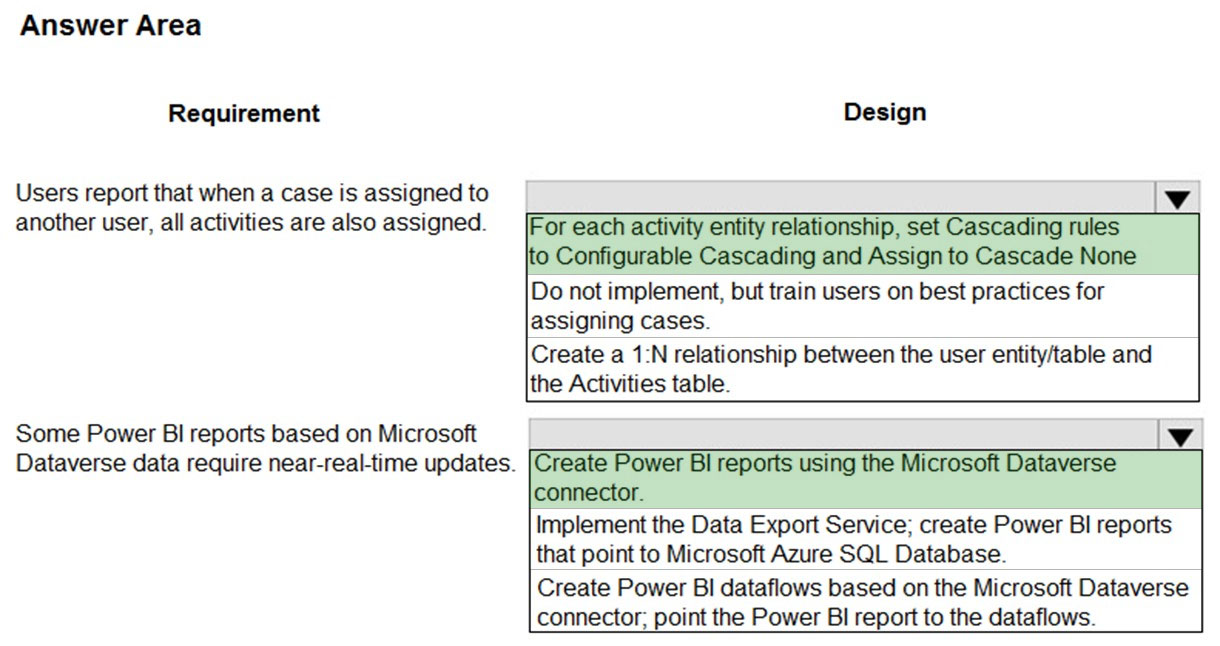 Answer Area
Requirement
Design
Users report that when a case is assigned to
another user, all activities are also assigned.
For each activity entity relationship, set Cascading rules
to Configurable Cascading and Assign to Cascade None
Do not implement, but train users on best practices for
assigning cases.
Create a 1:N relationship between the user entity/table and
the Activities table.
Some Power BI reports based on Microsoft
Dataverse data require near-real-time updates.
Create Power BI reports using the Microsoft Dataverse
connector.
Implement the Data Export Service; create Power BI reports
that point to Microsoft Azure SQL Database.
Create Power BI dataflows based on the Microsoft Dataverse
connector; point the Power BI report to the dataflows.